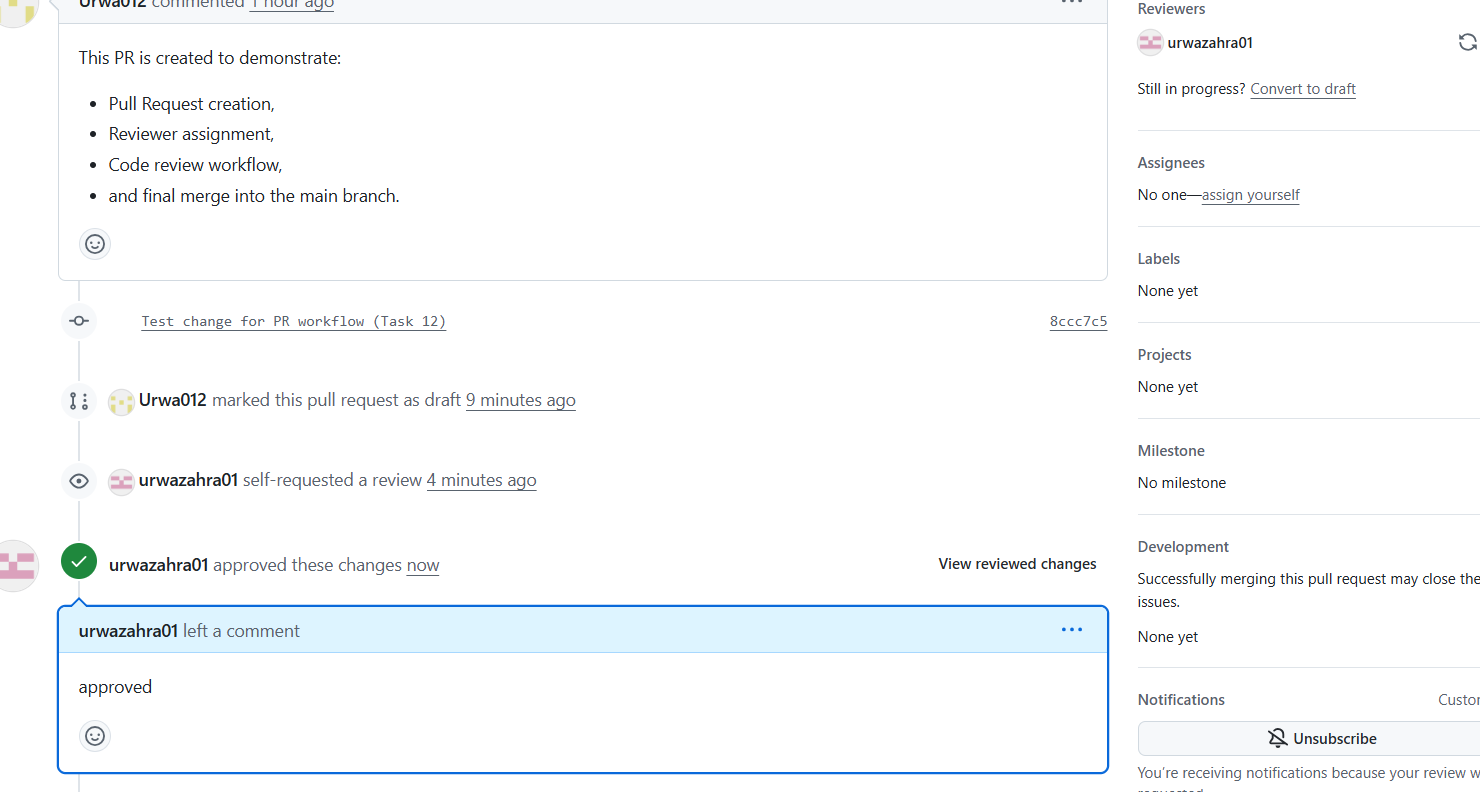 Urwa012 commented 1 hour ago
This PR is created to demonstrate:
Pull Request creation,
Reviewer assignment,
Code review workflow,
and final merge into the main branch.
Test change for PR workflow (Task 12) 8ccc7c5
Urwa012 marked this pull request as draft 9 minutes ago
urwazahra01 self-requested a review 4 minutes ago
urwazahra01 approved these changes now
View reviewed changes
urwazahra01 left a comment
approved
Reviewers
urwazahra01
Still in progress? Convert to draft
Assignees
No one—assign yourself
Labels
None yet
Projects
None yet
Milestone
No milestone
Development
Successfully merging this pull request may close the
issues.
None yet
Notifications
Unsubscribe
You're receiving notifications because your review